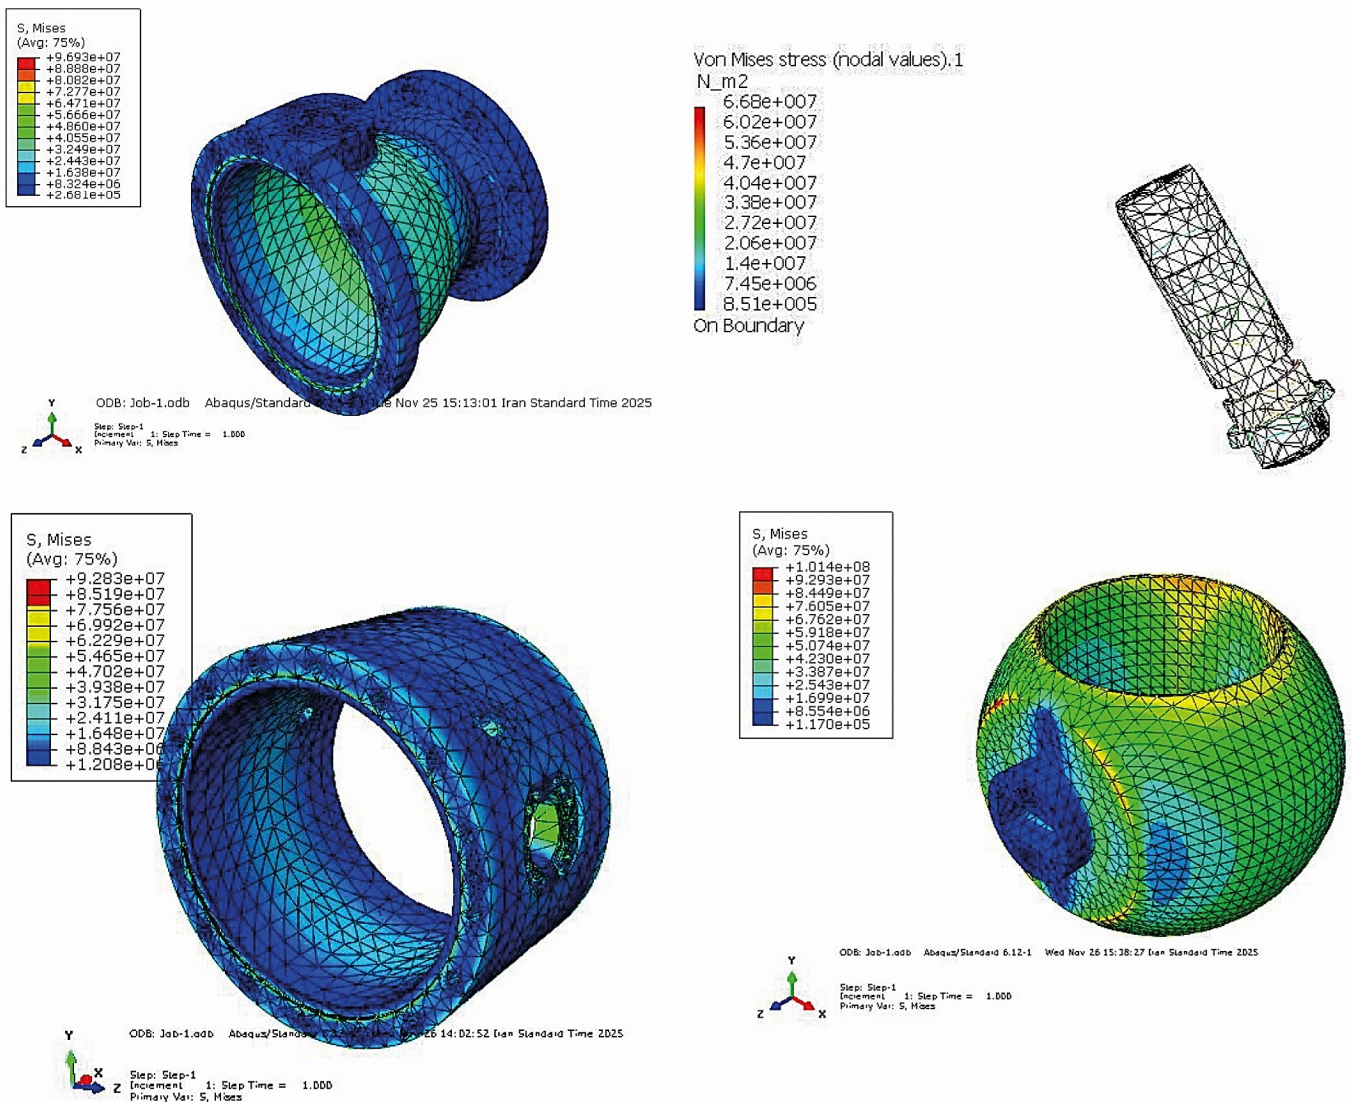 S, Mises
(Avg: 75%)
+9.693e+07
+8.888e+07
+8.082e+07
+7.277e+07
+6.471e+07
+5.666e+07
+4.860e+07
+4.055e+07
+3.249e+07
+2.443e+07
+1.638e+07
+8.324e+06
+2.681e+05
Y
Z
X
ODB: Job-1.odb Abaqus/Standard Nov 25 15:13:01 Iran Standard Time 2025
Step: Step-1
Increment 1: Step Time = 1.000
Primary Var: S, Mises
Von Mises stress (nodal values).1
N_m2
6.68e+007
6.02e+007
5.36e+007
4.7e+007
4.04e+007
3.38e+007
2.72e+007
2.06e+007
1.4e+007
7.45e+006
8.51e+005
On Boundary
S, Mises
(Avg: 75%)
+9.283e+07
+8.519e+07
+7.756e+07
+6.992e+07
+6.229e+07
+5.465e+07
+4.702e+07
+3.938e+07
+3.175e+07
+2.411e+07
+1.648e+07
+8.843e+06
+1.208e+06
ODB: Job-1.odb Abaqus/Standard 26 14:02:52 Iran Standard Time 2025
Y
X
Z
Step: Step-1
Increment 1: Step Time = 1.000
Primary Var: S, Mises
S, Mises
(Avg: 75%)
+1.014e+08
+9.293e+07
+8.449e+07
+7.605e+07
+6.762e+07
+5.918e+07
+5.074e+07
+4.230e+07
+3.387e+07
+2.543e+07
+1.699e+07
+8.554e+06
+1.170e+05
ODB: Job-1.odb Abaqus/Standard 6.12-1 Wed Nov 26 15:38:27 Iran Standard Time 2025
Y
Z
X
Step: Step-1
Increment 1: Step Time = 1.000
Primary Var: S, Mises